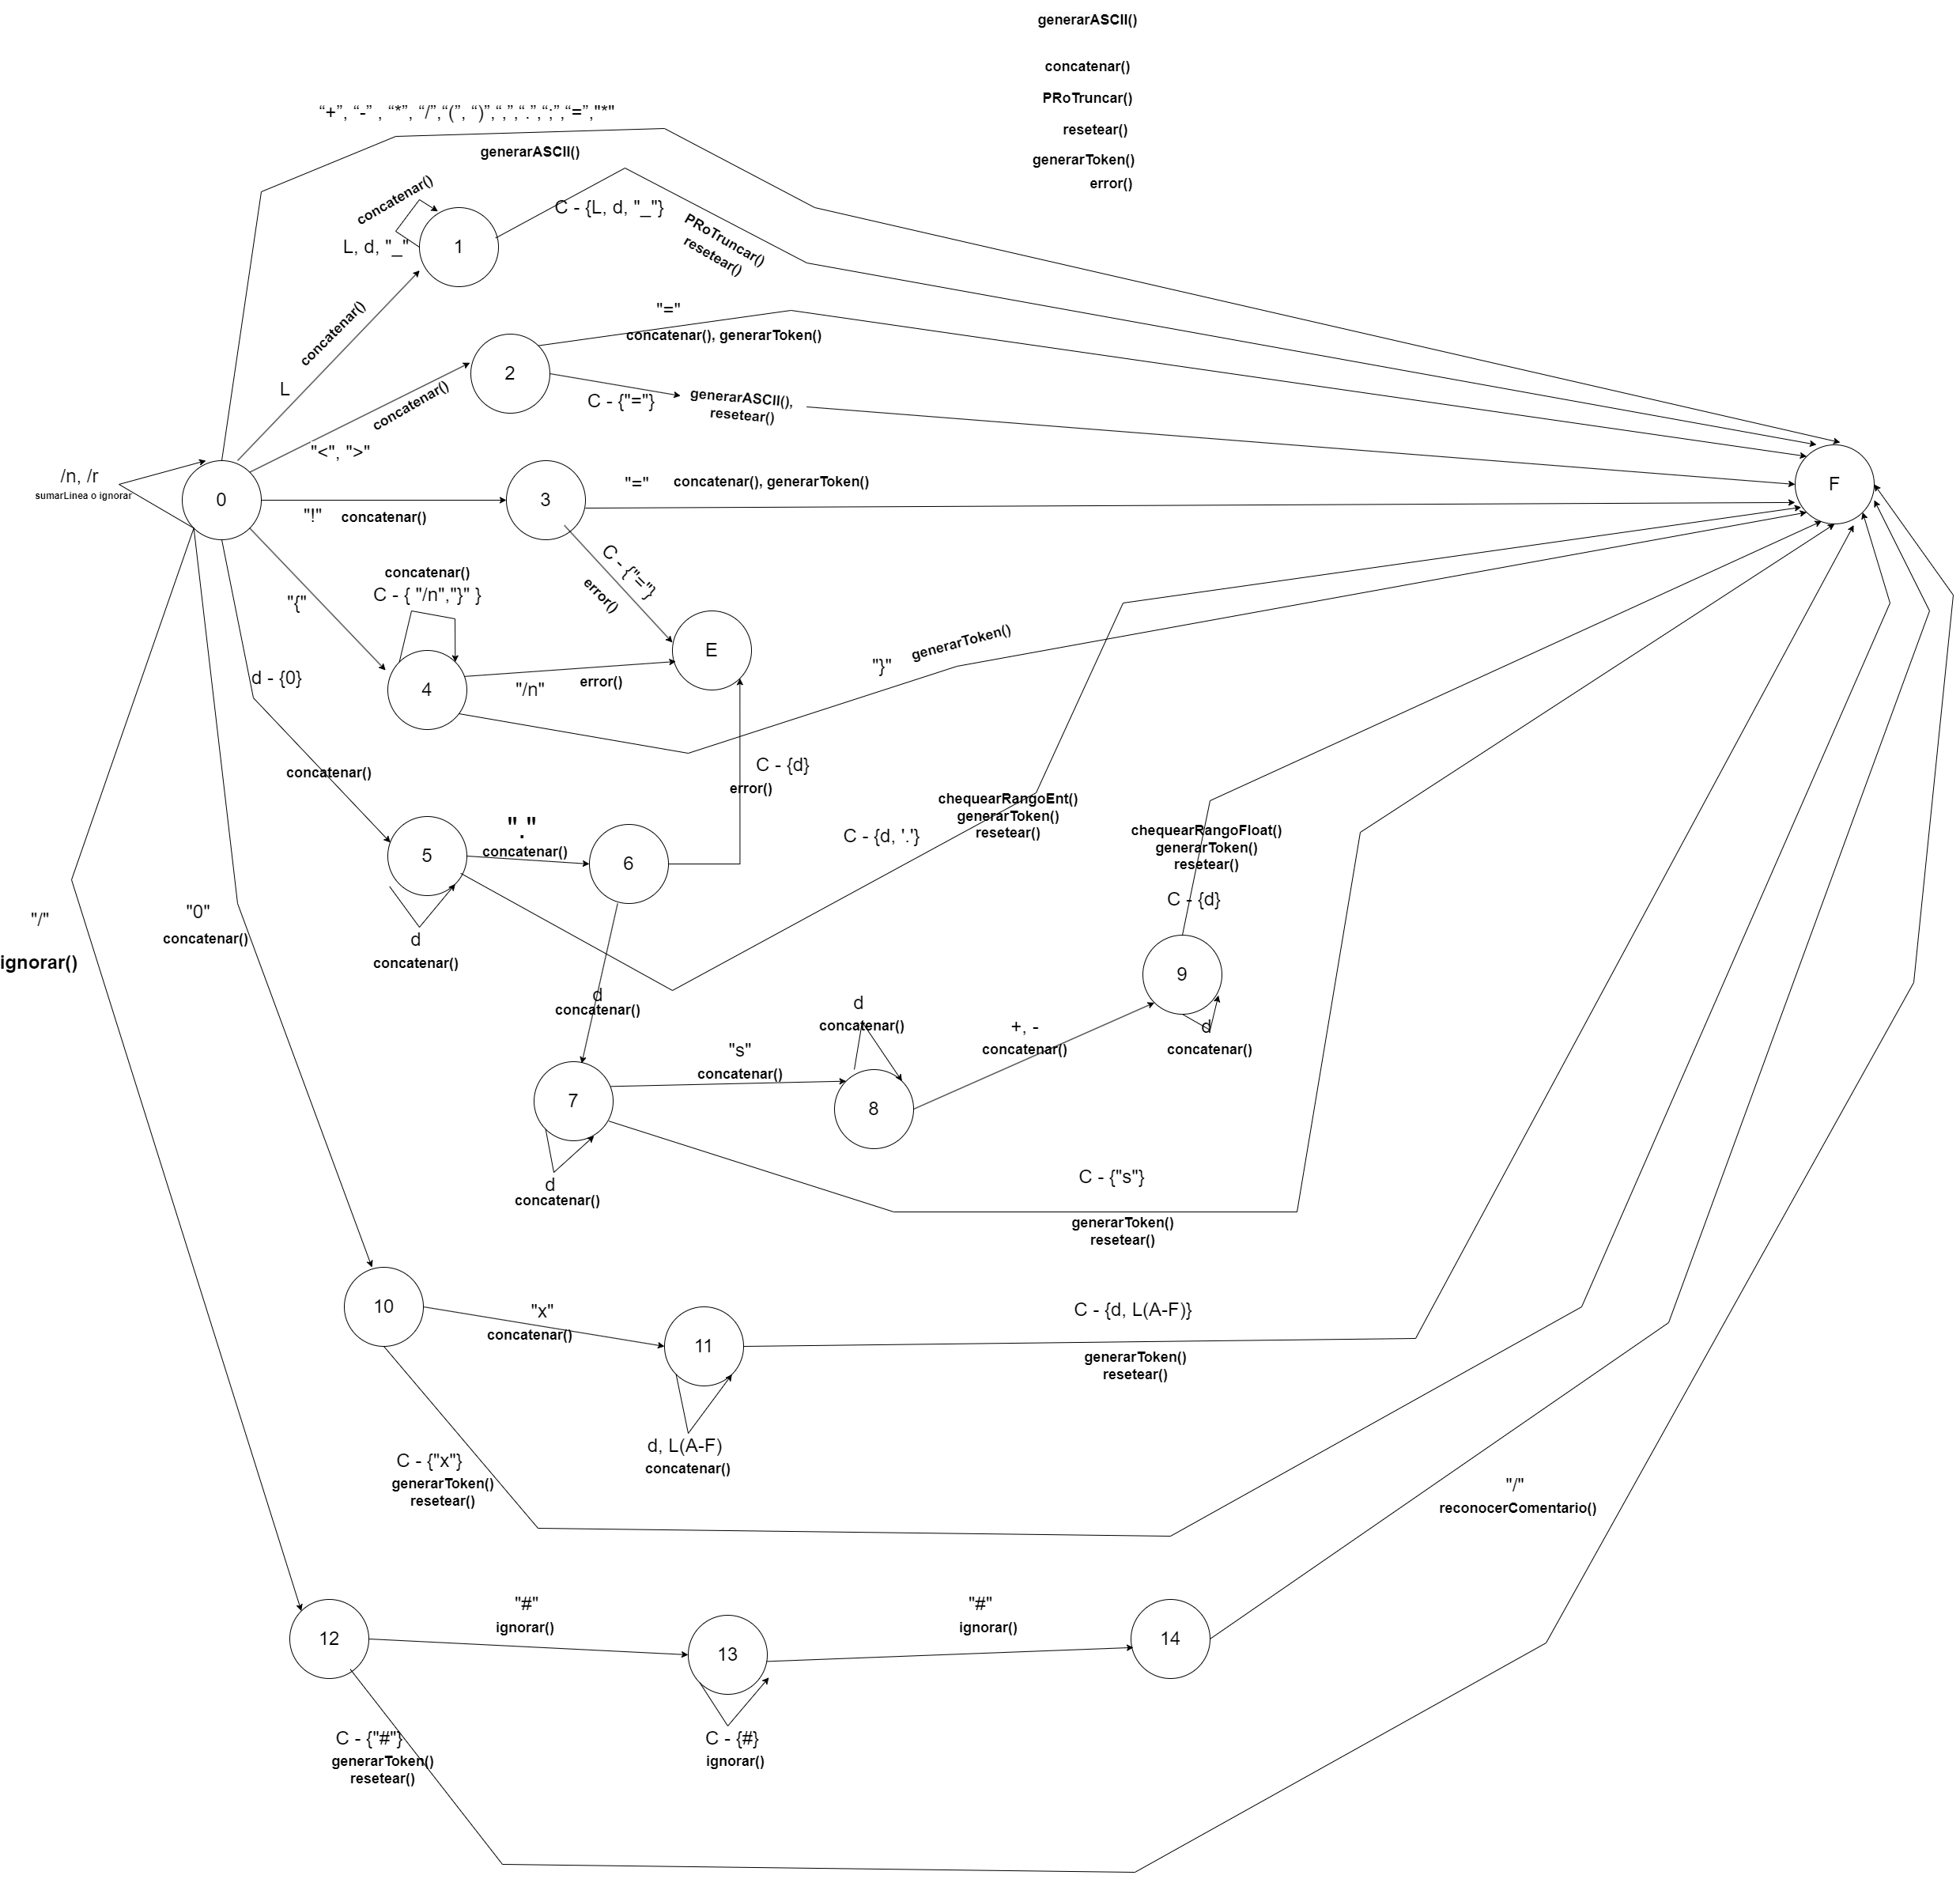 generarASCII()
concatenar()
PRoTruncar()
resetear()
generarToken()
error()
“+”, “-” , “*”, “/”,“(”, “)”,“,”,“.”,“;”,“=”,"*"
generarASCII()
concatenar()
L, d, "_"
1
C - {L, d, "_"}
PRoTruncar()
resetear()
concatenar()
L
"="
concatenar(), generarToken()
2
C - {"="}
generarASCII(),
resetear()
concatenar()
"<", ">"
/n, /r
sumarLinea o ignorar
0
"!"
concatenar()
3
"="
concatenar(), generarToken()
F
C - {"="}
error()
concatenar()
C - { "/n","}" }
"{"
E
4
"/n"
error()
"}"
generarToken()
d - {0}
concatenar()
C - {d}
error()
5
"."
concatenar()
6
C - {d, '.'}
chequearRangoEnt()
generarToken()
resetear()
chequearRangoFloat()
generarToken()
resetear()
C - {d}
"/"
ignorar()
"0"
concatenar()
d
concatenar()
9
d
concatenar()
d
concatenar()
d
concatenar()
+, -
concatenar()
"s"
concatenar()
7
8
d
concatenar()
C - {"s"}
generarToken()
resetear()
10
"x"
concatenar()
11
C - {d, L(A-F)}
generarToken()
resetear()
d, L(A-F)
concatenar()
C - {"x"}
generarToken()
resetear()
"/"
reconocerComentario()
12
"#"
ignorar()
13
"#"
ignorar()
14
C - {"#"}
generarToken()
resetear()
C - {#}
ignorar()